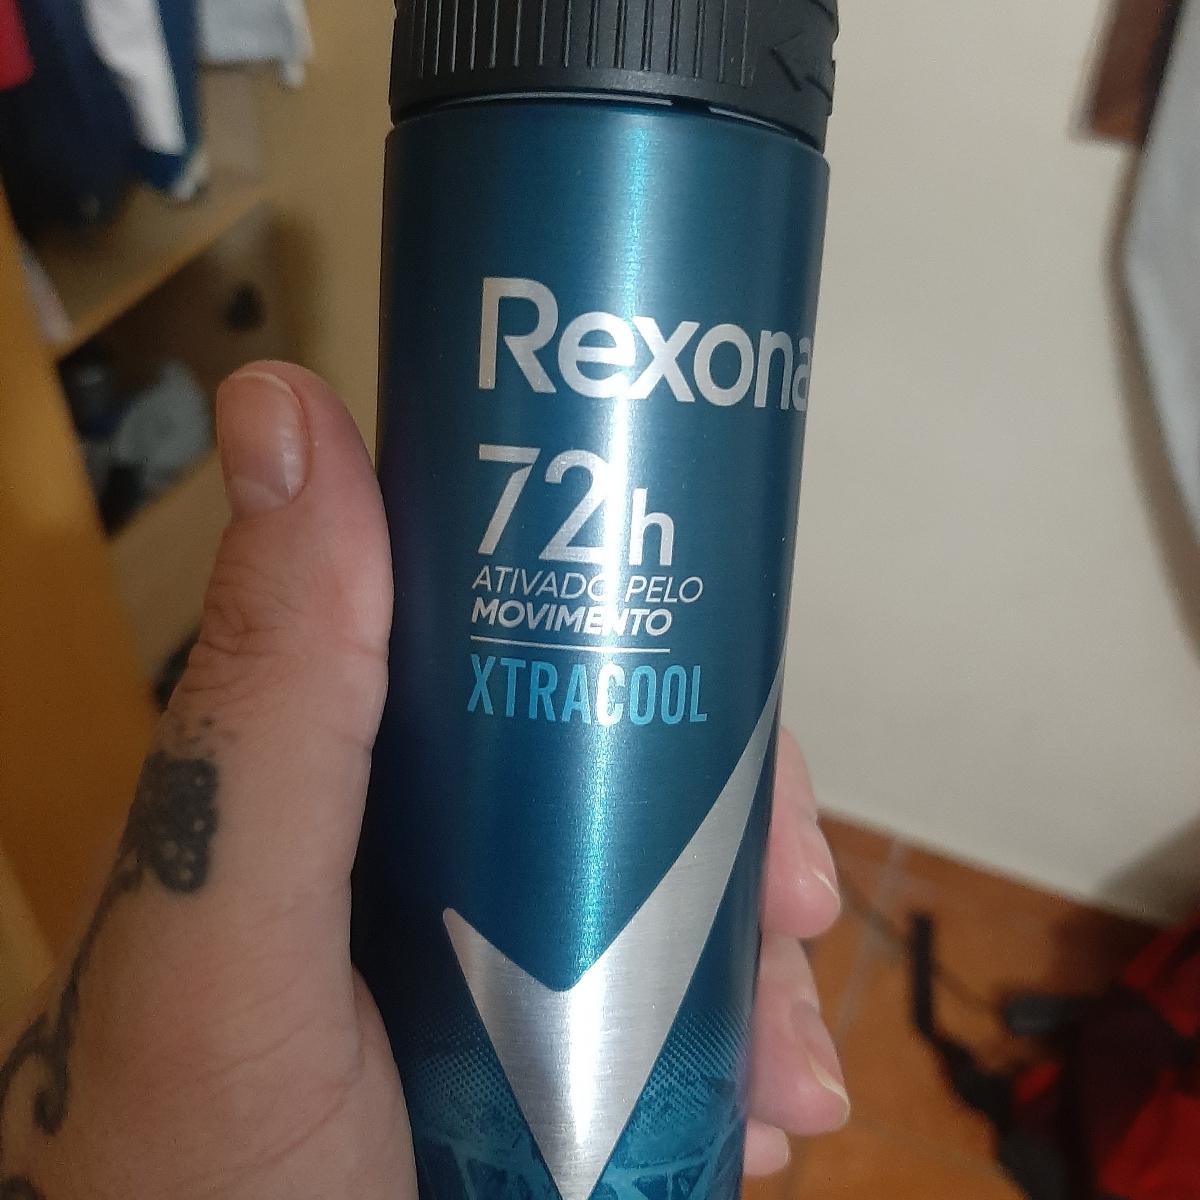 Rexona
72h
ATIVADO PELO
MOVIMENTO
XTRACOOL